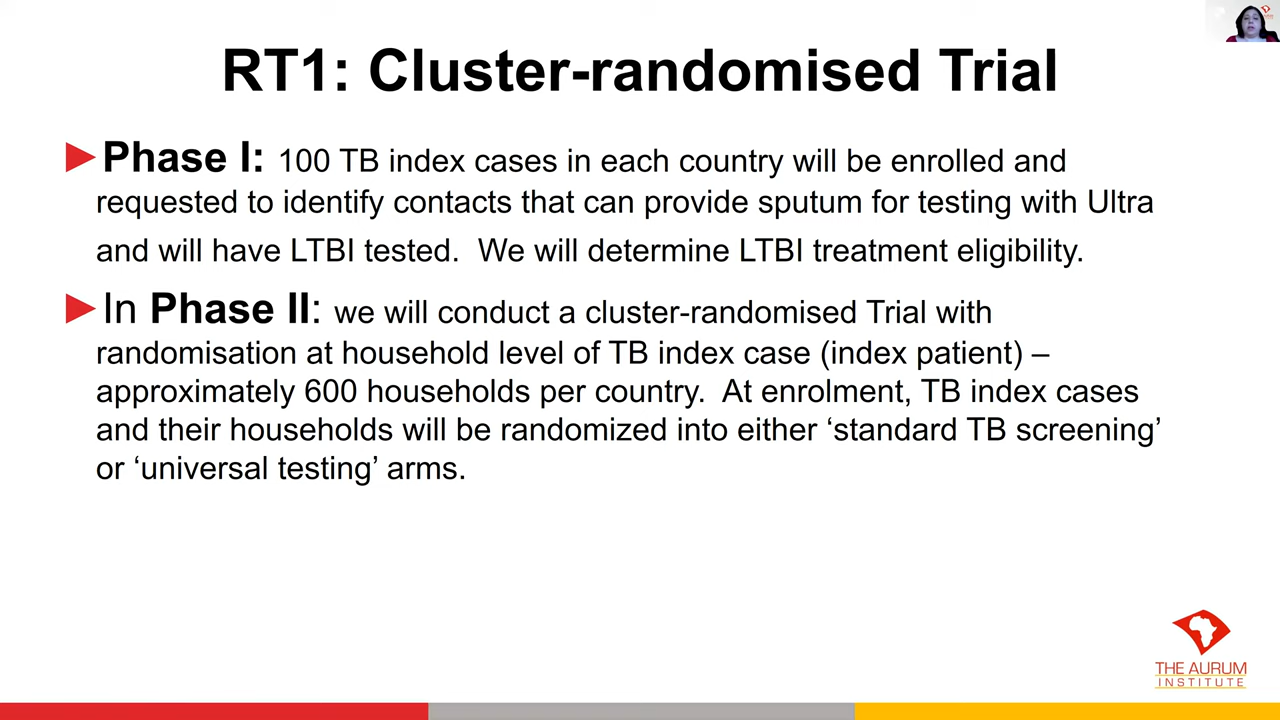 RT1: Cluster-randomised Trial
Phase I: 100 TB index cases in each country will be enrolled and
requested to identify contacts that can provide sputum for testing with Ultra
and will have LTBI tested.  We will determine LTBI treatment eligibility.
In Phase II: we will conduct a cluster-randomised Trial with
randomisation at household level of TB index case (index patient) –
approximately 600 households per country.  At enrolment, TB index cases
and their households will be randomized into either ‘standard TB screening’
or ‘universal testing’ arms.
THE AURUM
INSTITUTE